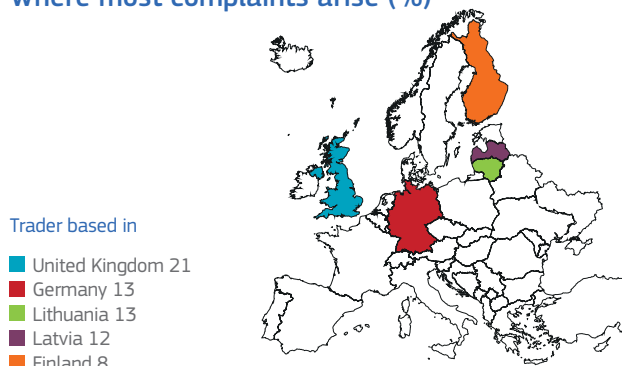 Where most complaints arise (%)
Trader based in
United Kingdom 21
Germany 13
Lithuania 13
Latvia 12
Finland 8